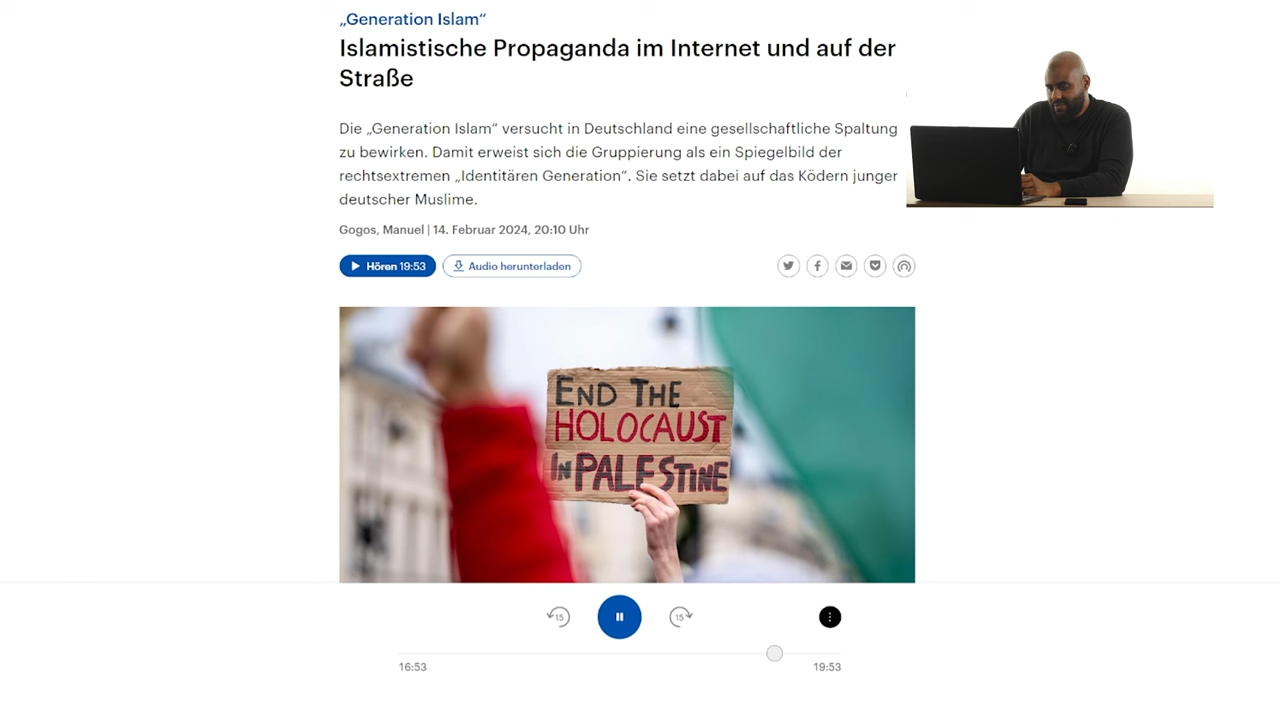 „Generation Islam“
Islamistische Propaganda im Internet und auf der
Straße
Die „Generation Islam“ versucht in Deutschland eine gesellschaftliche Spaltung
zu bewirken. Damit erweist sich die Gruppierung als ein Spiegelbild der
rechtsextremen „Identitären Generation“. Sie setzt dabei auf das Ködern junger
deutscher Muslime.
Gogos, Manuel | 14. Februar 2024, 20:10 Uhr
Hören 19:53
Audio herunterladen
END THE
HOLOCAUST
IN PALESTINE
15
15
16:53
19:53